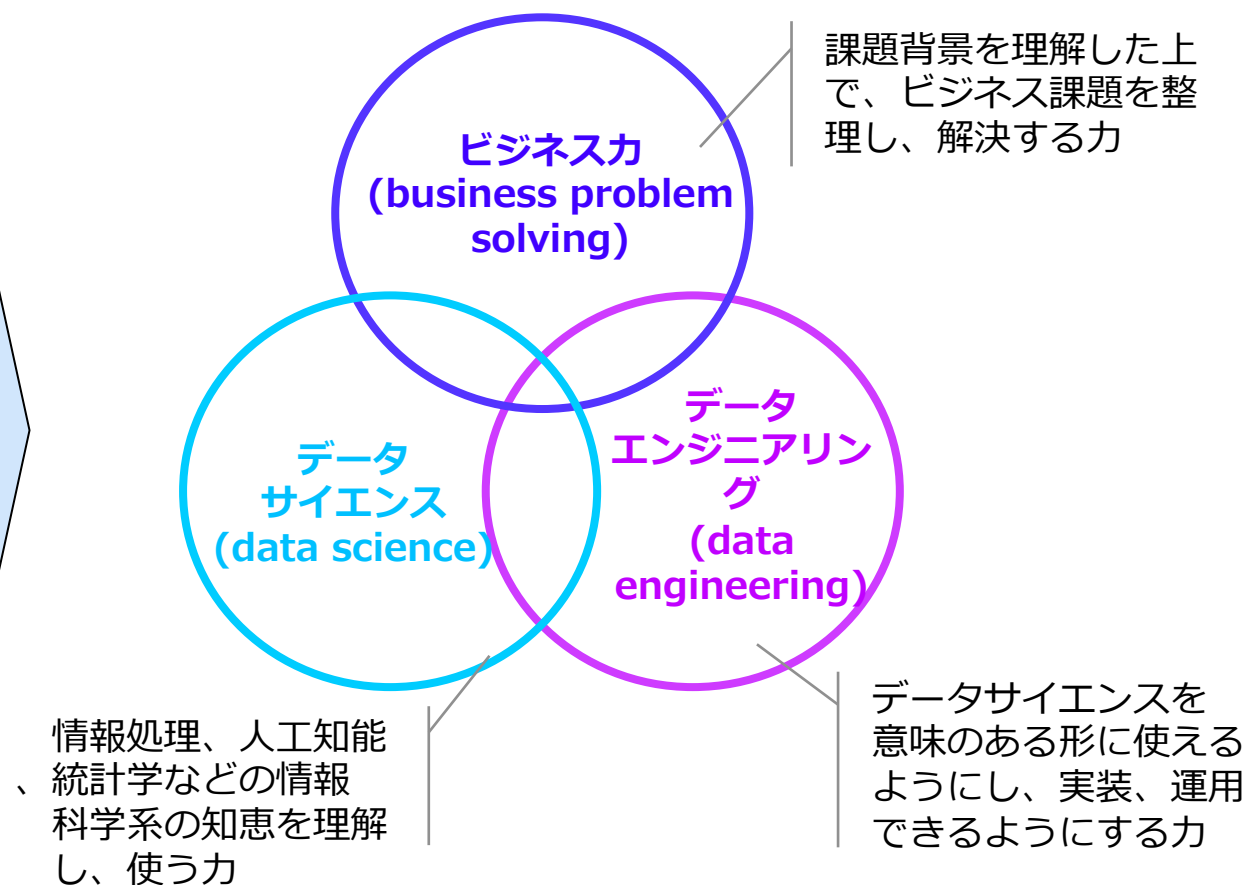 課題背景を理解した上
で、ビジネス課題を整
理し、解決する力
ビジネス力
(business problem
solving)
データ
サイエンス
(data science)
データ
エンジニアリン
グ
(data
engineering)
情報処理、人工知能
、統計学などの情報
科学系の知恵を理解
し、使う力
データサイエンスを
意味のある形に使える
ようにし、実装、運用
できるようにする力